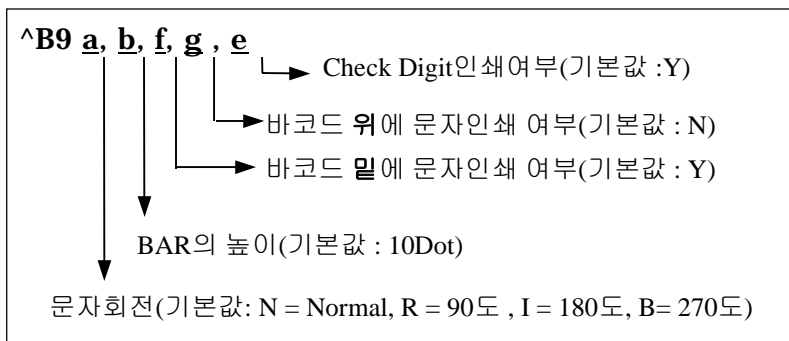 ^B9 a, b, f, g , e
Check Digit인쇄여부(기본값 :Y)
바코드 위에 문자인쇄 여부(기본값 : N)
바코드 밑에 문자인쇄 여부(기본값 : Y)
BAR의 높이(기본값 : 10Dot)
문자회전(기본값: N = Normal, R = 90도 , I = 180도, B= 270도)